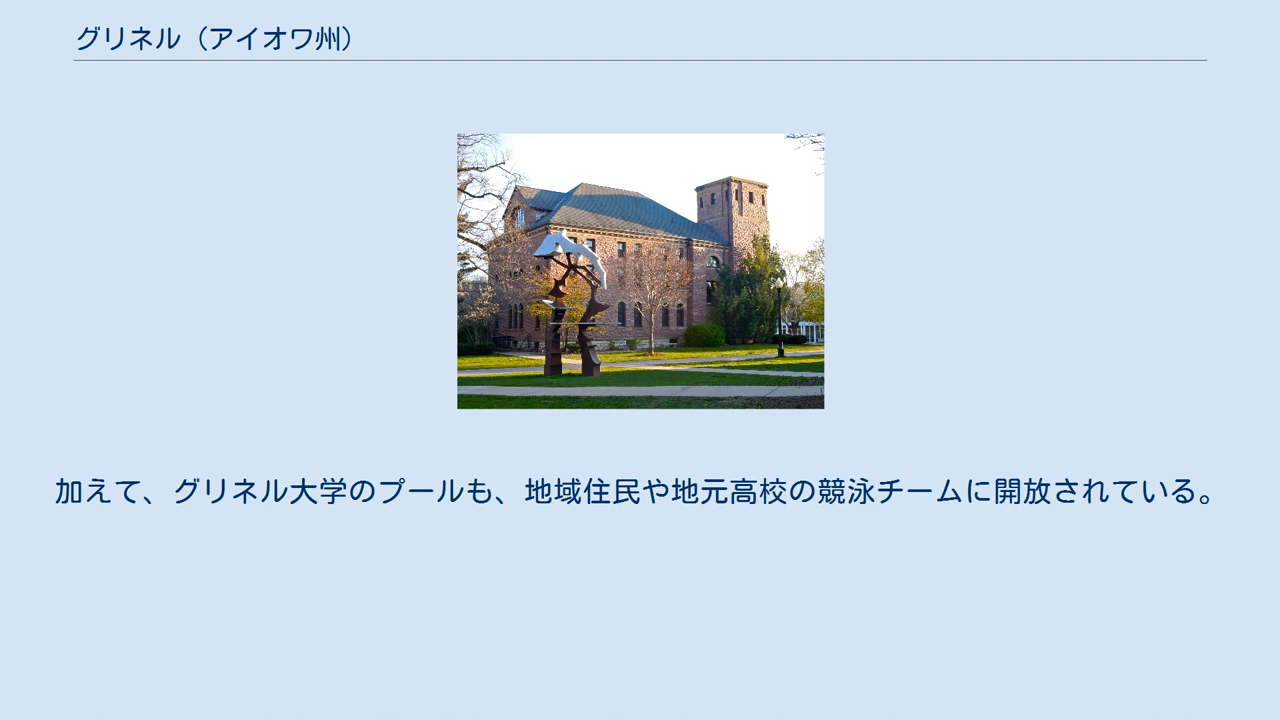 グリネル（アイオワ州）
加えて、グリネル大学のプールも、地域住民や地元高校の競泳チームに開放されている。